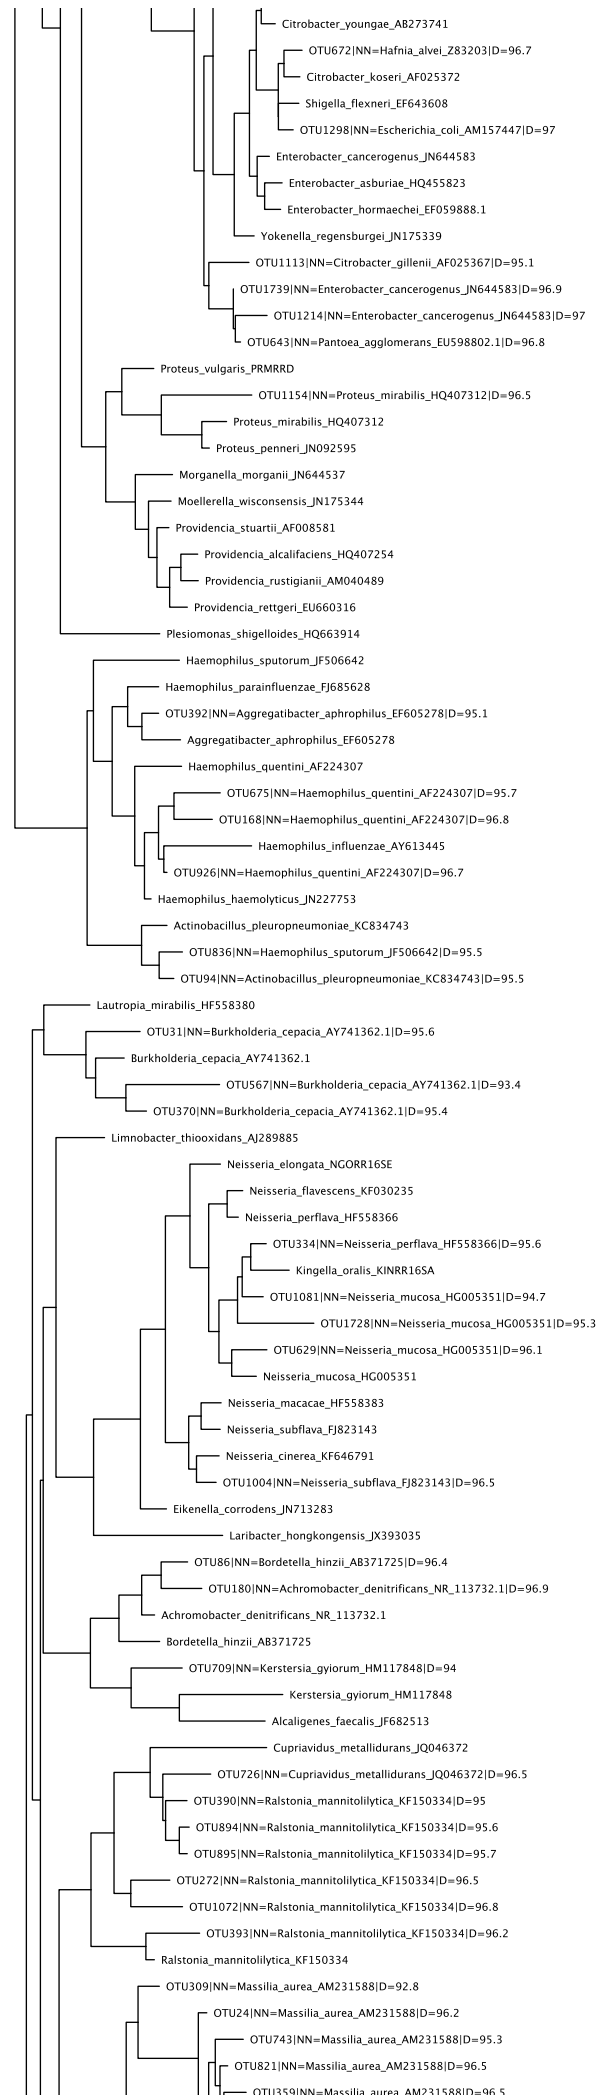 Citrobacter_youngae_AB273741
OTU672|NN=Hafnia_alvei_Z83203|D=96.7
Citrobacter_koseri_AF025372
Shigella_flexneri_EF643608
OTU1298|NN=Escherichia_coli_AM157447|D=97
Enterobacter_cancerogenus_JN644583
Enterobacter_asburiae_HQ455823
Enterobacter_hormaechei_EF059888.1
Yokenella_regensburgei_JN175339
OTU1113|NN=Citrobacter_gillenii_AF025367|D=95.1
OTU1739|NN=Enterobacter_cancerogenus_JN644583|D=96.9
OTU1214|NN=Enterobacter_cancerogenus_JN644583|D=97
OTU643|NN=Pantoea_agglomerans_EU598802.1|D=96.8
Proteus_vulgaris_PRMRRD
OTU1154|NN=Proteus_mirabilis_HQ407312|D=96.5
Proteus_mirabilis_HQ407312
Proteus_penneri_JN092595
Morganella_morganii_JN644537
Moellerella_wisconsensis_JN175344
Providencia_stuartii_AF008581
Providencia_alcalifaciens_HQ407254
Providencia_rustigianii_AM040489
Providencia_rettgeri_EU660316
Plesiomonas_shigelloides_HQ663914
Haemophilus_sputorum_JF506642
Haemophilus_parainfluenzae_FJ685628
OTU392|NN=Aggregatibacter_aphrophilus_EF605278|D=95.1
Aggregatibacter_aphrophilus_EF605278
Haemophilus_quentini_AF224307
OTU675|NN=Haemophilus_quentini_AF224307|D=95.7
OTU168|NN=Haemophilus_quentini_AF224307|D=96.8
Haemophilus_influenzae_AY613445
OTU926|NN=Haemophilus_quentini_AF224307|D=96.7
Haemophilus_haemolyticus_JN227753
Actinobacillus_pleuropneumoniae_KC834743
OTU836|NN=Haemophilus_sputorum_JF506642|D=95.5
OTU94|NN=Actinobacillus_pleuropneumoniae_KC834743|D=95.5
Lautropia_mirabilis_HF558380
OTU31|NN=Burkholderia_cepacia_AY741362.1|D=95.6
Burkholderia_cepacia_AY741362.1
OTU567|NN=Burkholderia_cepacia_AY741362.1|D=93.4
OTU370|NN=Burkholderia_cepacia_AY741362.1|D=95.4
Limnobacter_thiooxidans_AJ289885
Neisseria_elongata_NGORR16SE
Neisseria_flavescens_KF030235
Neisseria_perflava_HF558366
OTU334|NN=Neisseria_perflava_HF558366|D=95.6
Kingella_oralis_KINRR16SA
OTU1081|NN=Neisseria_mucosa_HG005351|D=94.7
OTU1728|NN=Neisseria_mucosa_HG005351|D=95.3
OTU629|NN=Neisseria_mucosa_HG005351|D=96.1
Neisseria_mucosa_HG005351
Neisseria_macacae_HF558383
Neisseria_subflava_FJ823143
Neisseria_cinerea_KF646791
OTU1004|NN=Neisseria_subflava_FJ823143|D=96.5
Eikenella_corrodens_JN713283
Laribacter_hongkongensis_JX393035
OTU86|NN=Bordetella_hinzii_AB371725|D=96.4
OTU180|NN=Achromobacter_denitrificans_NR_113732.1|D=96.9
Achromobacter_denitrificans_NR_113732.1
Bordetella_hinzii_AB371725
OTU709|NN=Kerstersia_gyiorum_HM117848|D=94
Kerstersia_gyiorum_HM117848
Alcaligenes_faecalis_JF682513
Cupriavidus_metallidurans_JQ046372
OTU726|NN=Cupriavidus_metallidurans_JQ046372|D=96.5
OTU390|NN=Ralstonia_mannitolilytica_KF150334|D=95
OTU894|NN=Ralstonia_mannitolilytica_KF150334|D=95.6
OTU895|NN=Ralstonia_mannitolilytica_KF150334|D=95.7
OTU272|NN=Ralstonia_mannitolilytica_KF150334|D=96.5
OTU1072|NN=Ralstonia_mannitolilytica_KF150334|D=96.8
OTU393|NN=Ralstonia_mannitolilytica_KF150334|D=96.2
Ralstonia_mannitolilytica_KF150334
OTU309|NN=Massilia_aurea_AM231588|D=92.8
OTU24|NN=Massilia_aurea_AM231588|D=96.2
OTU743|NN=Massilia_aurea_AM231588|D=95.3
OTU821|NN=Massilia_aurea_AM231588|D=96.5
OTU359|NN=Massilia_aurea_AM231588|D=96.5